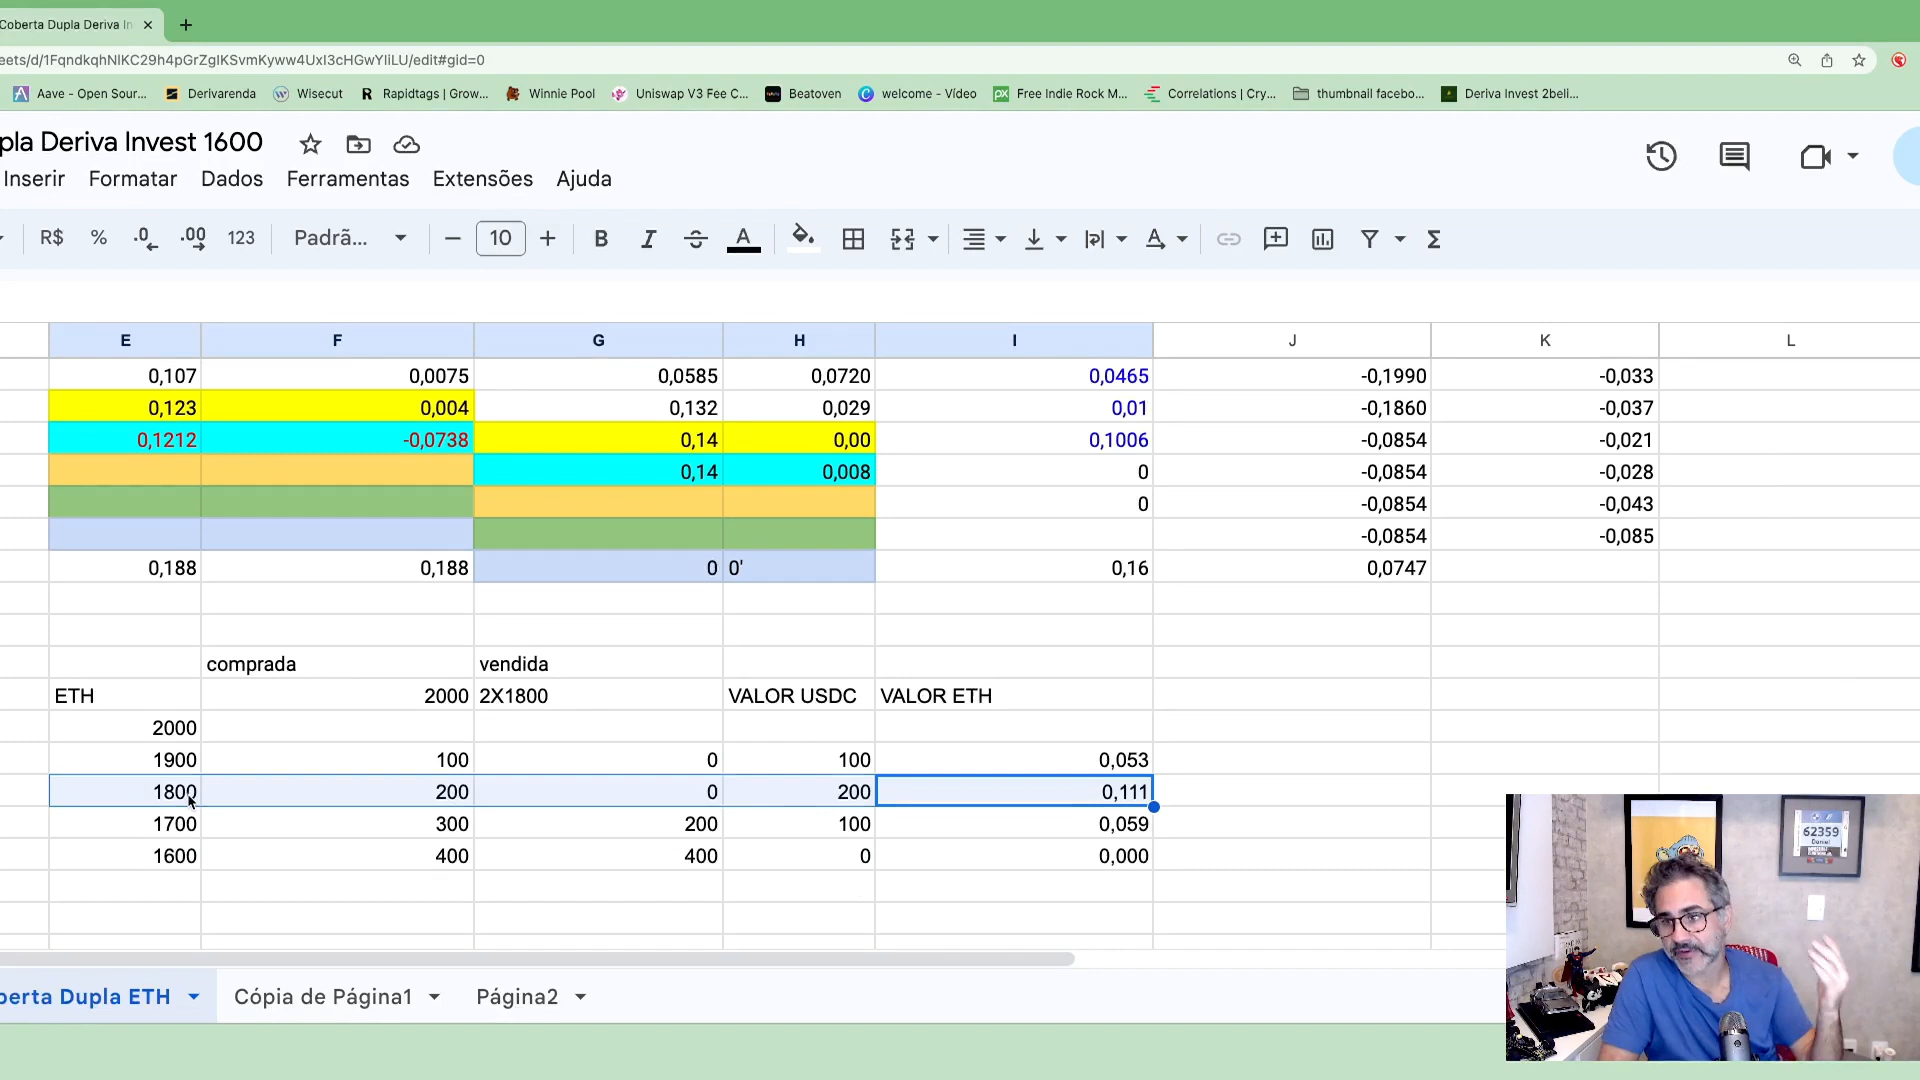 Coberta Dupla Deriva In
eets/d/1FqndkqhNlKC29h4pGrZgIKSvmKyww4UxI3cHGwYIiLU/edit#gid=0
Aave - Open Sour... Derivarenda Wisecut Rapidtags | Grow... Winnie Pool Uniswap V3 Fee C... Beatoven welcome - Vídeo Free Indie Rock M... Correlations | Cry... thumbnail facebo... Deriva Invest 2beli...
pla Deriva Invest 1600
Inserir Formatar Dados Ferramentas Extensões Ajuda
R$ % .0 .00 123 Padrã... 10 B I S A
E F G H I J K L
0,107 0,0075 0,0585 0,0720 0,0465 -0,1990 -0,033
0,123 0,004 0,132 0,029 0,01 -0,1860 -0,037
0,1212 -0,0738 0,14 0,00 0,1006 -0,0854 -0,021
0,14 0,008 0 -0,0854 -0,028
0 -0,0854 -0,043
-0,0854 -0,085
0,188 0,188 0 0' 0,16 0,0747
comprada vendida
ETH 2000 2X1800 VALOR USDC VALOR ETH
2000
1900 100 0 100 0,053
1800 200 0 200 0,111
1700 300 200 100 0,059
1600 400 400 0 0,000
62359
Daniel
berta Dupla ETH Cópia de Página1 Página2